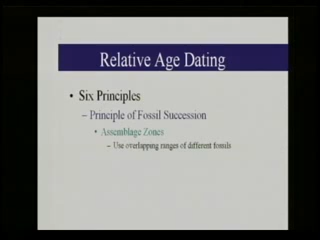 Relative Age Dating
• Six Principles
– Principle of Fossil Succession
• Assemblage Zones
– Use overlapping ranges of different fossils